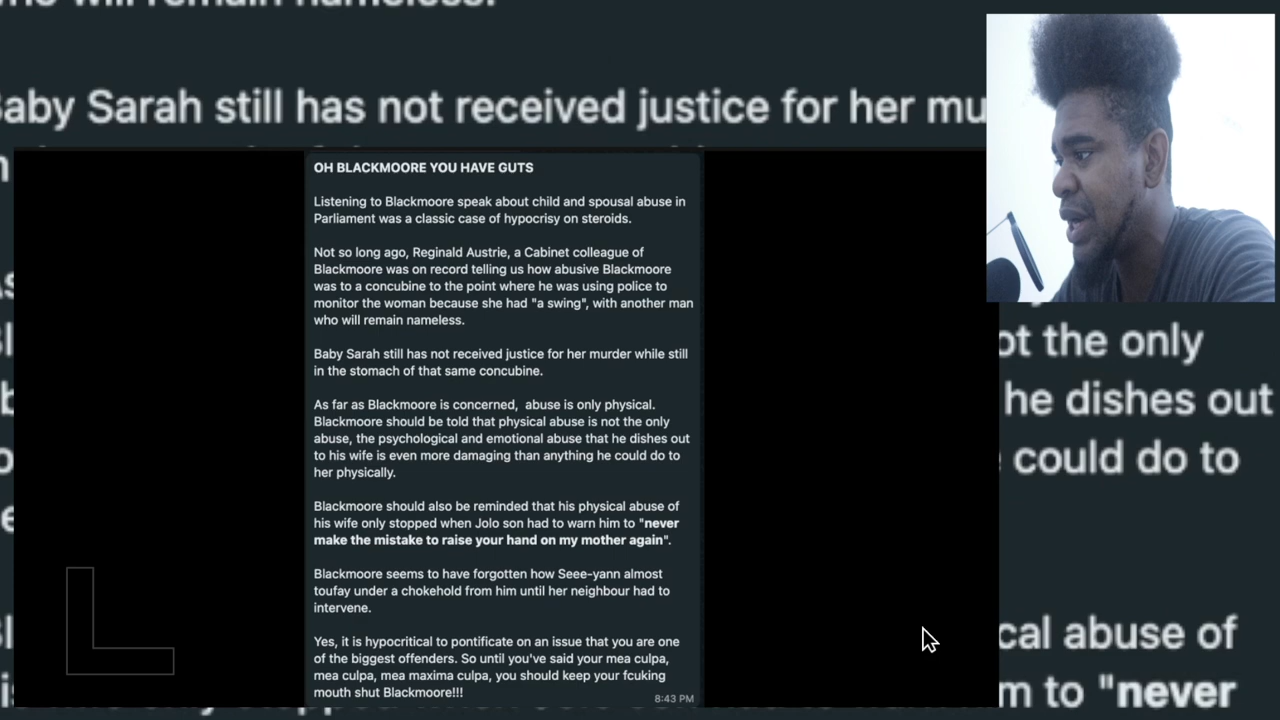 who will remain nameless.
Baby Sarah still has not received justice for her mu
OH BLACKMOORE YOU HAVE GUTS
Listening to Blackmoore speak about child and spousal abuse in
Parliament was a classic case of hypocrisy on steroids.
Not so long ago, Reginald Austrie, a Cabinet colleague of
Blackmoore was on record telling us how abusive Blackmoore
was to a concubine to the point where he was using police to
monitor the woman because she had "a swing", with another man
who will remain nameless.
Baby Sarah still has not received justice for her murder while still
in the stomach of that same concubine.
As far as Blackmoore is concerned,  abuse is only physical.
Blackmoore should be told that physical abuse is not the only
abuse, the psychological and emotional abuse that he dishes out
to his wife is even more damaging than anything he could do to
her physically.
Blackmoore should also be reminded that his physical abuse of
his wife only stopped when Jolo son had to warn him to "never
make the mistake to raise your hand on my mother again".
Blackmoore seems to have forgotten how Seee-yann almost
toufay under a chokehold from him until her neighbour had to
intervene.
Yes, it is hypocritical to pontificate on an issue that you are one
of the biggest offenders. So until you've said your mea culpa,
mea culpa, mea maxima culpa, you should keep your fcuking
mouth shut Blackmoore!!!
8:43 PM
ot the only
he dishes out
could do to
cal abuse of
m to "never